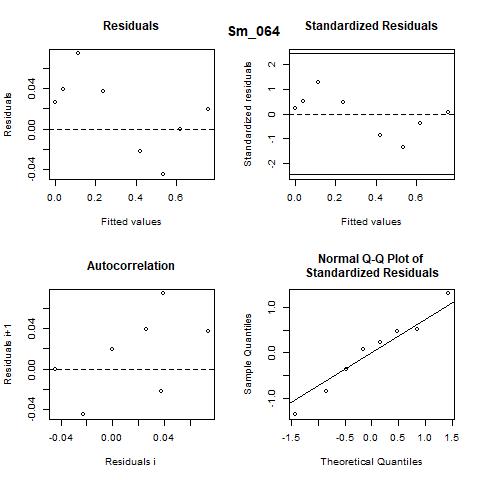 Sm_064
Residuals
Residuals
0.04
0.00
-0.04
0.0
0.2
0.4
0.6
Fitted values
Standardized Residuals
Standardized residuals
2
1
0
-1
-2
0.0
0.2
0.4
0.6
Fitted values
Autocorrelation
Residuals i+1
0.04
0.00
-0.04
-0.04
0.00
0.04
Residuals i
Normal Q-Q Plot of
Standardized Residuals
Sample Quantiles
1.0
0.0
-1.0
-1.5
-0.5
0.0
0.5
1.0
1.5
Theoretical Quantiles